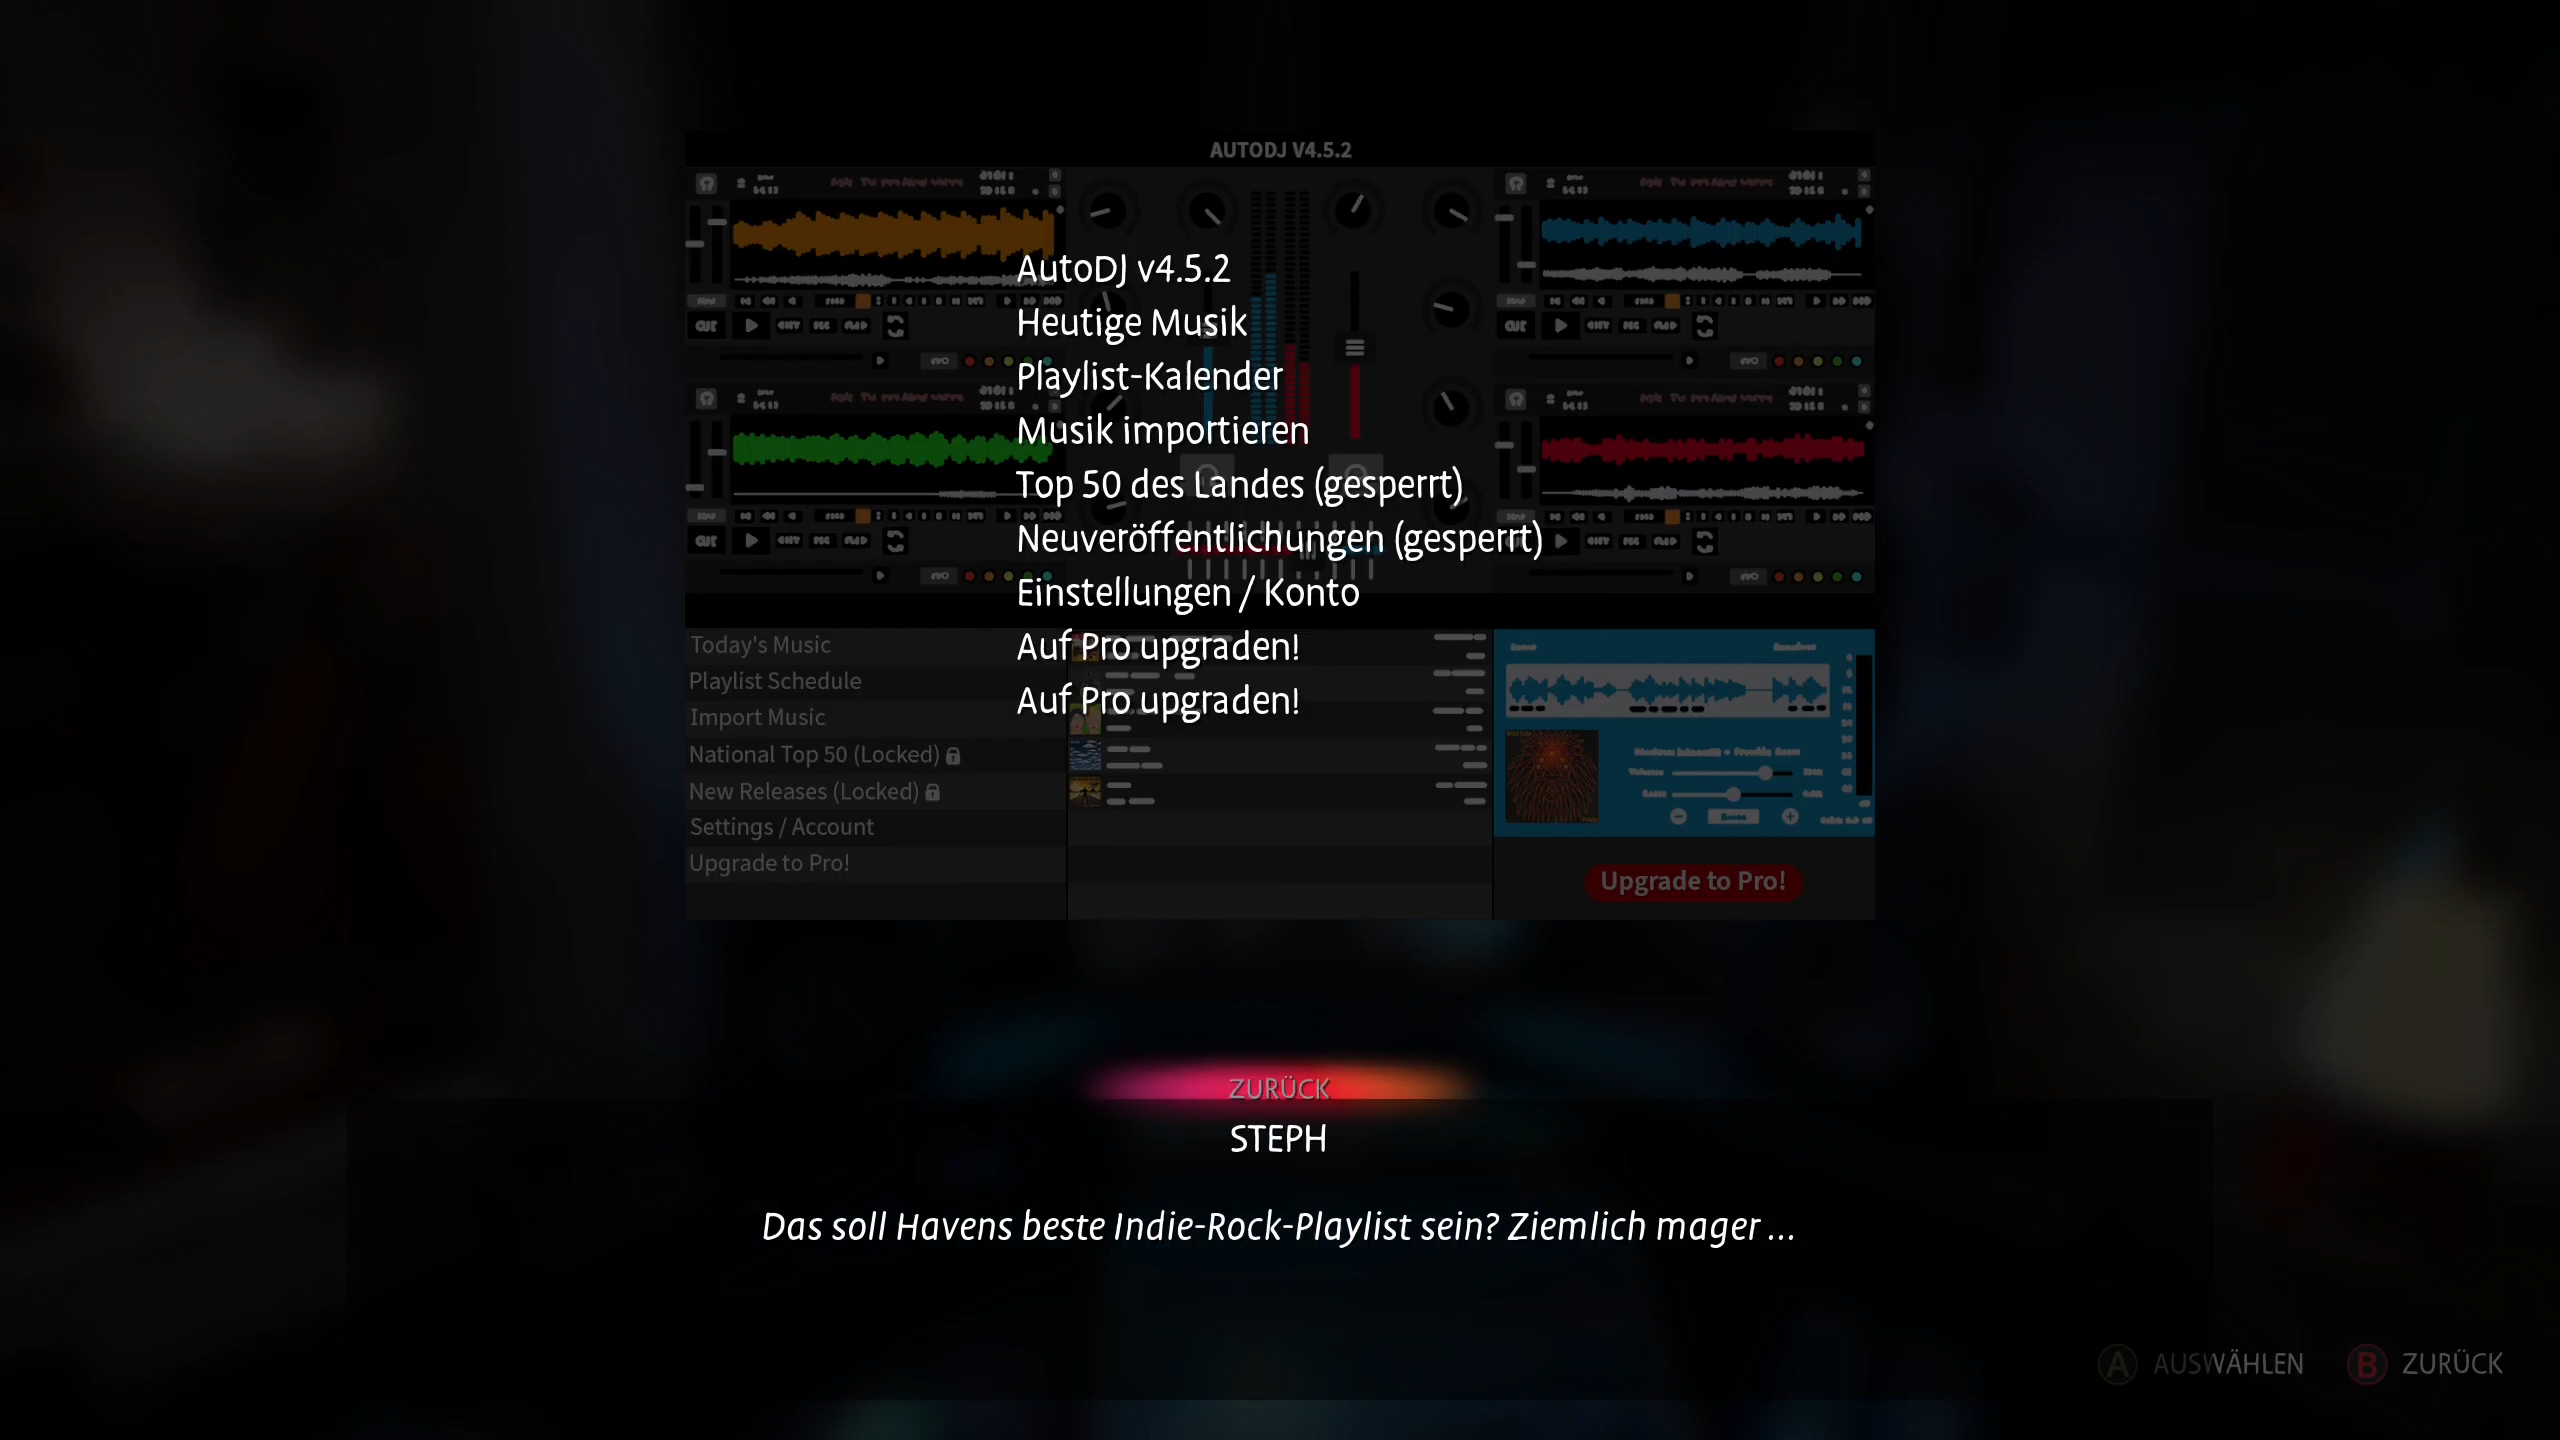 AUTODJ V4.5.2
AutoDJ v4.5.2
Heutige Musik
Playlist-Kalender
Musik importieren
Top 50 des Landes (gesperrt)
Neuveröffentlichungen (gesperrt)
Einstellungen / Konto
Auf Pro upgraden!
Auf Pro upgraden!
Today's Music
Playlist Schedule
Import Music
National Top 50 (Locked)
New Releases (Locked)
Settings / Account
Upgrade to Pro!
Upgrade to Pro!
ZURÜCK
STEPH
Das soll Havens beste Indie-Rock-Playlist sein? Ziemlich mager ...
A AUSWÄHLEN B ZURÜCK